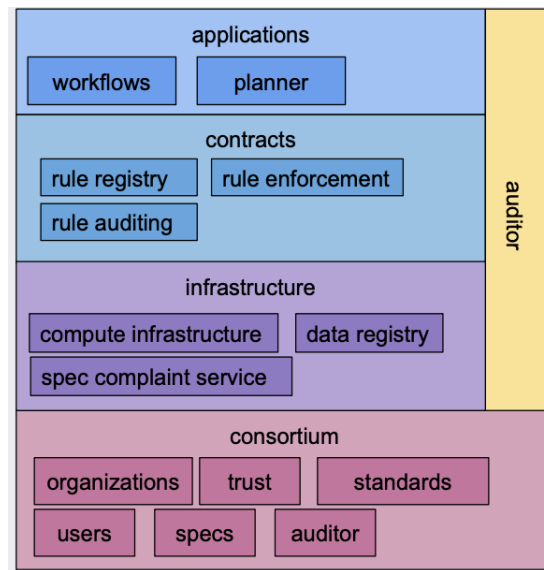 applications
workflows
planner
contracts
rule registry
rule enforcement
rule auditing
infrastructure
compute infrastructure
data registry
spec complaint service
auditor
consortium
organizations
trust
standards
users
specs
auditor